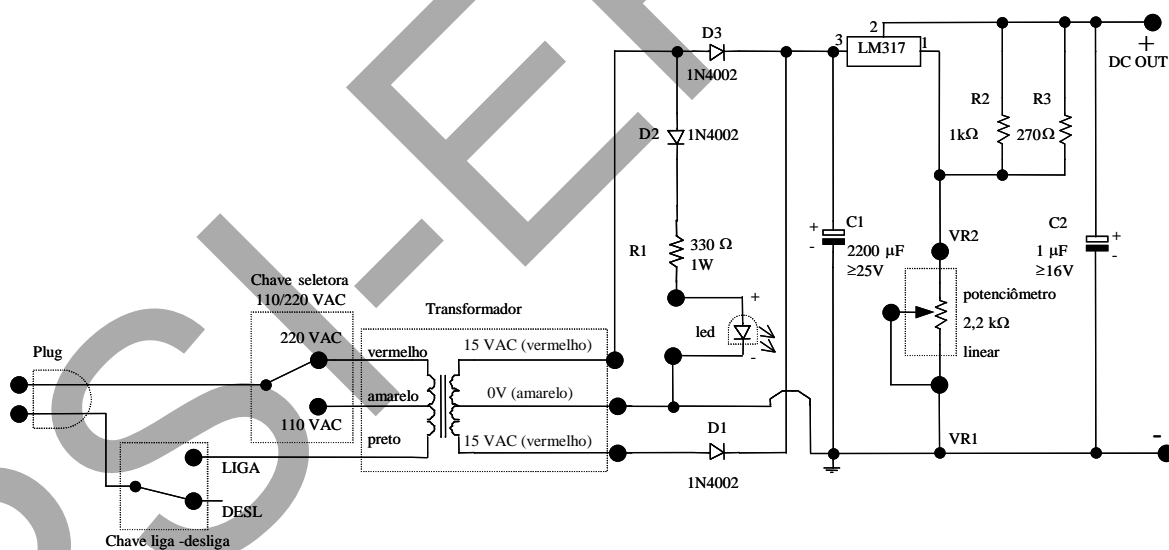 D3
1N4002
3
2
LM317
1
+
DC OUT
D2
1N4002
R2
1kΩ
R3
270Ω
R1
330 Ω
1W
+
-
C1
2200 µF
≥25V
VR2
C2
1 µF
≥16V
+
-
potenciômetro
2,2 kΩ
linear
led
+
-
Chave seletora
110/220 VAC
220 VAC
110 VAC
Transformador
vermelho
amarelo
preto
15 VAC (vermelho)
0V (amarelo)
15 VAC (vermelho)
Plug
D1
1N4002
VR1
-
LIGA
DESL
Chave liga -desliga